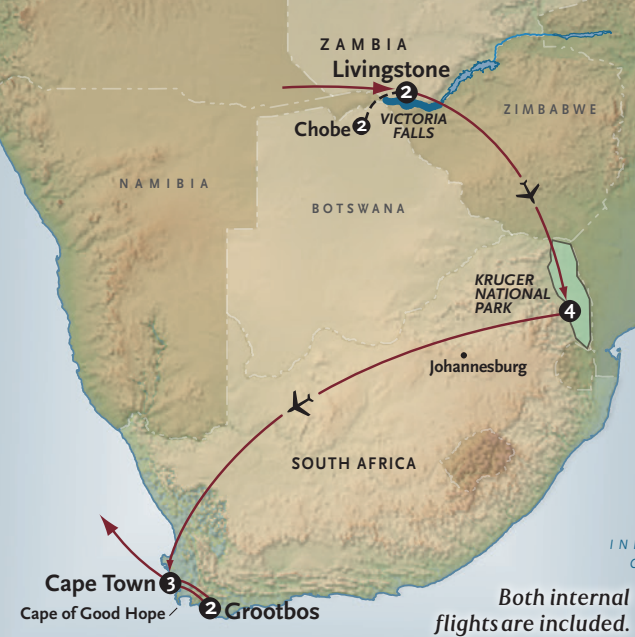 ZAMBIA
Livingstone
2
VICTORIA
FALLS
Chobe 2
ZIMBABWE
NAMIBIA
BOTSWANA
KRUGER
NATIONAL
PARK
4
Johannesburg
SOUTH AFRICA
IN
Cape Town 3
Cape of Good Hope
2 Grootbos
Both internal
flights are included.